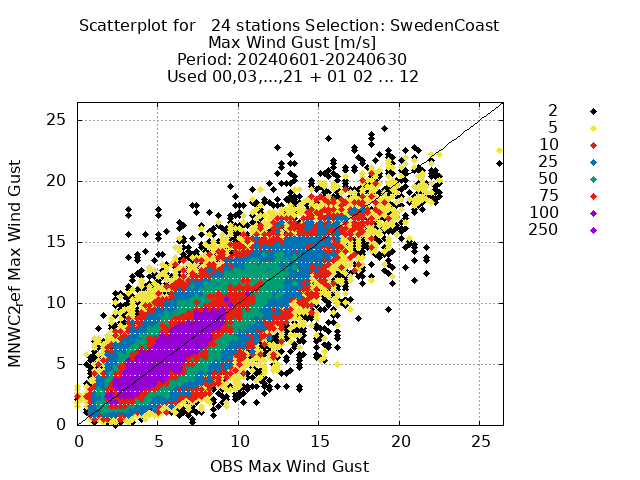 Scatterplot for   24 stations Selection: SwedenCoast
Max Wind Gust [m/s]
Period: 20240601-20240630
Used 00,03,...,21 + 01 02 ... 12
2
5
10
25
50
75
100
250
MNWC2,ef Max Wind Gust
25
20
15
10
5
0
0 5 10 15 20 25
OBS Max Wind Gust